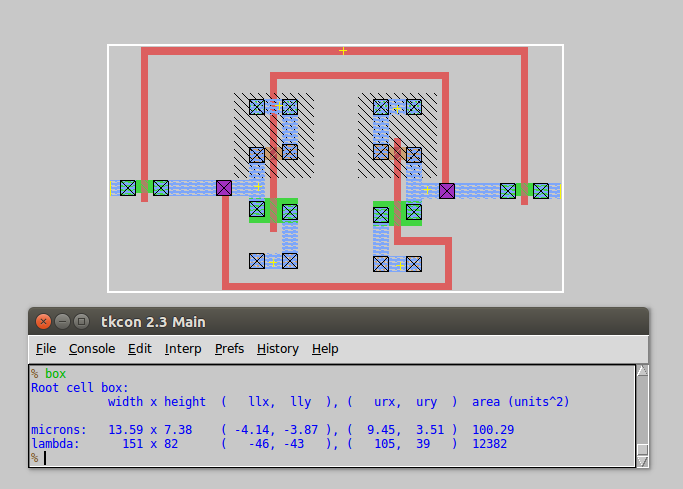 tkcon 2.3 Main
File Console Edit Interp Prefs History Help
% box
Root cell box:
width x height ( llx, lly ), ( urx, ury ) area (units^2)
microns: 13.59 x 7.38 ( -4.14, -3.87 ), ( 9.45, 3.51 ) 100.29
lambda: 151 x 82 ( -46, -43 ), ( 105, 39 ) 12382
%